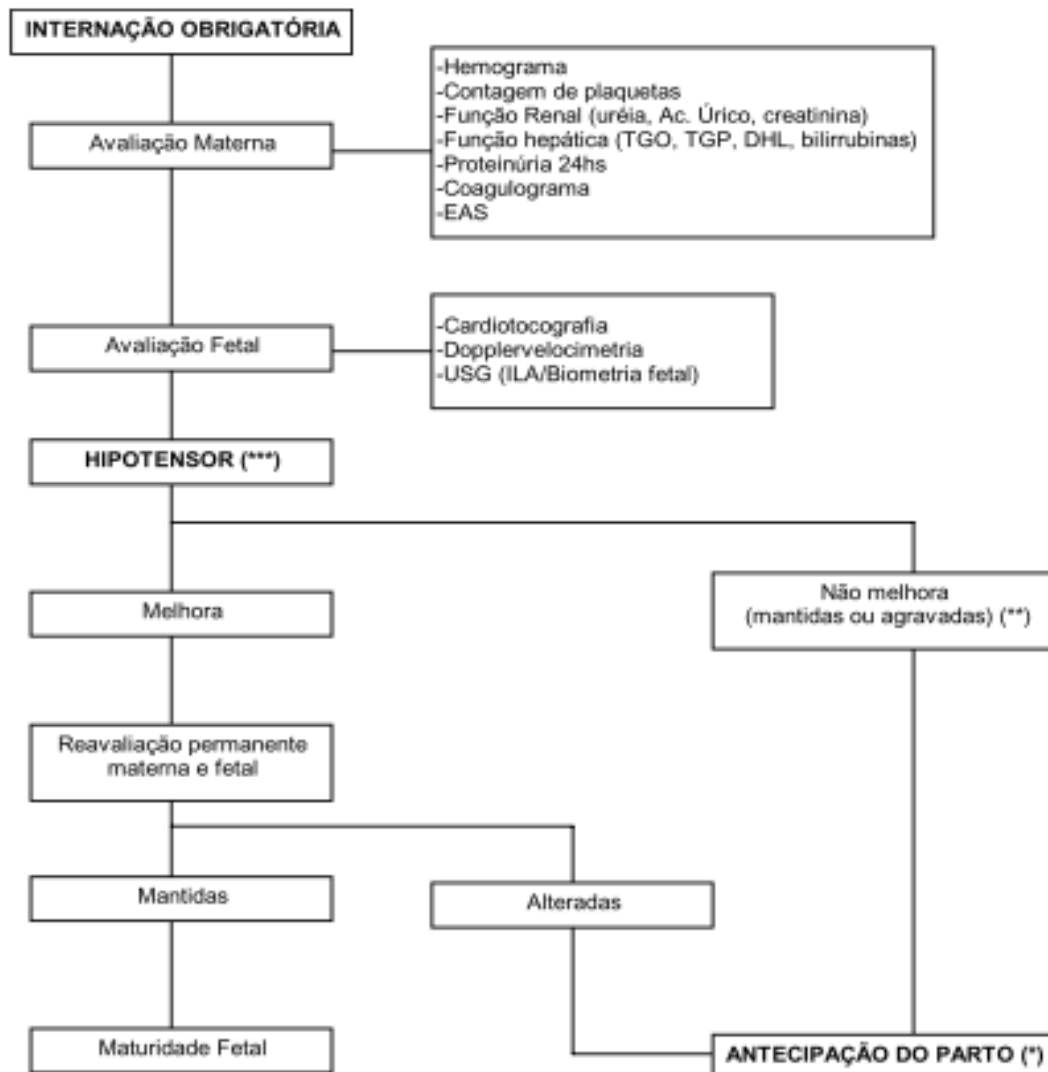 INTERNAÇÃO OBRIGATÓRIA
Avaliação Materna
-Hemograma
-Contagem de plaquetas
-Função Renal (uréia, Ac. Úrico, creatinina)
-Função hepática (TGO, TGP, DHL, bilirrubinas)
-Proteinúria 24hs
-Coagulograma
-EAS
Avaliação Fetal
-Cardiotocografia
-Dopplervelocimetria
-USG (ILA/Biometria fetal)
HIPOTENSOR (***)
Melhora
Não melhora
(mantidas ou agravadas) (**)
Reavaliação permanente
materna e fetal
Mantidas
Alteradas
Maturidade Fetal
ANTECIPAÇÃO DO PARTO (*)